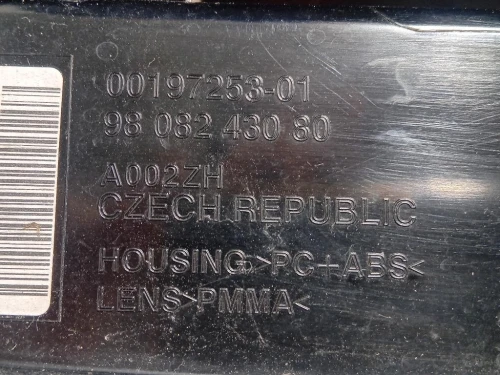 00197253-01
98 082 430 80
A002ZH
CZECH REPUBLIC
HOUSING>PC+ABS<
LENS>PMMA<